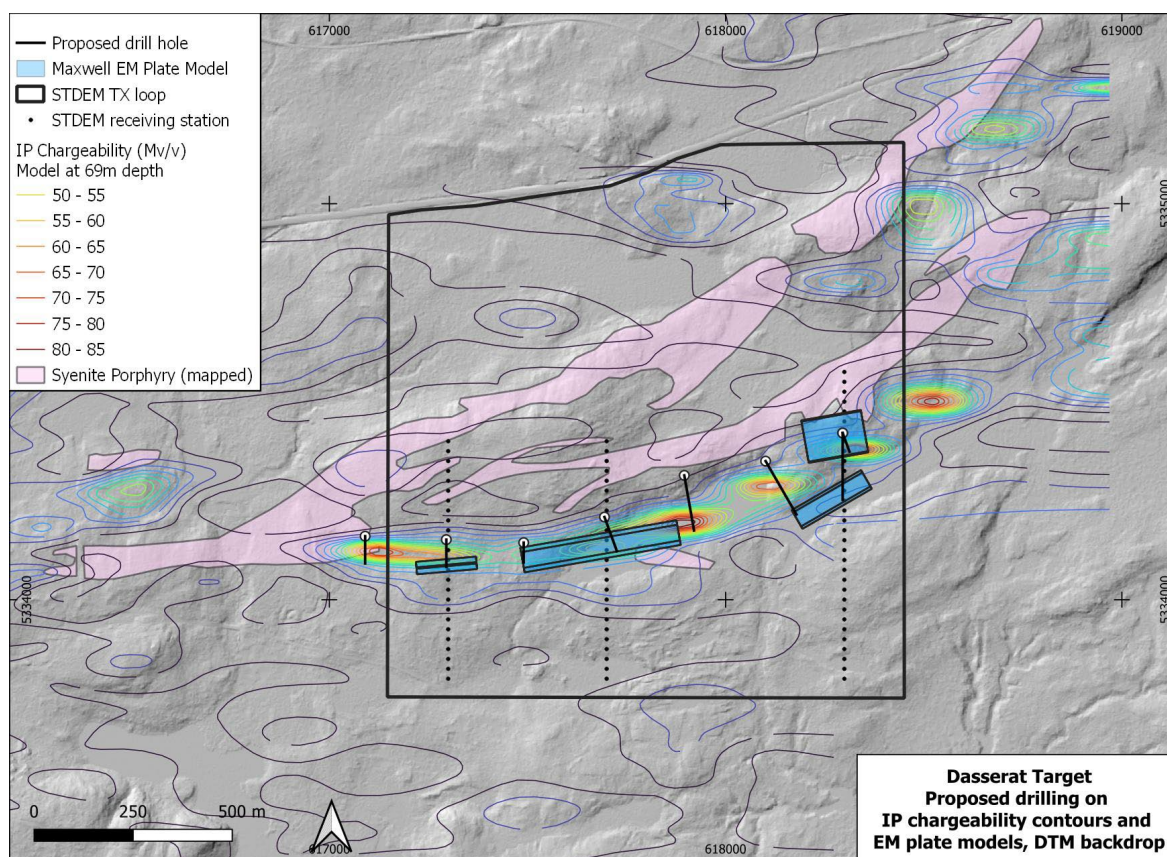 617000
618000
619000
Proposed drill hole
Maxwell EM Plate Model
STDEM TX loop
STDEM receiving station
IP Chargeability (Mv/v)
Model at 69m depth
50 - 55
55 - 60
60 - 65
65 - 70
70 - 75
75 - 80
80 - 85
Syenite Porphyry (mapped)
5335000
5334000
5334000
0
250
500 m
617000
618000
Dasserat Target
Proposed drilling on
IP chargeability contours and
EM plate models, DTM backdrop